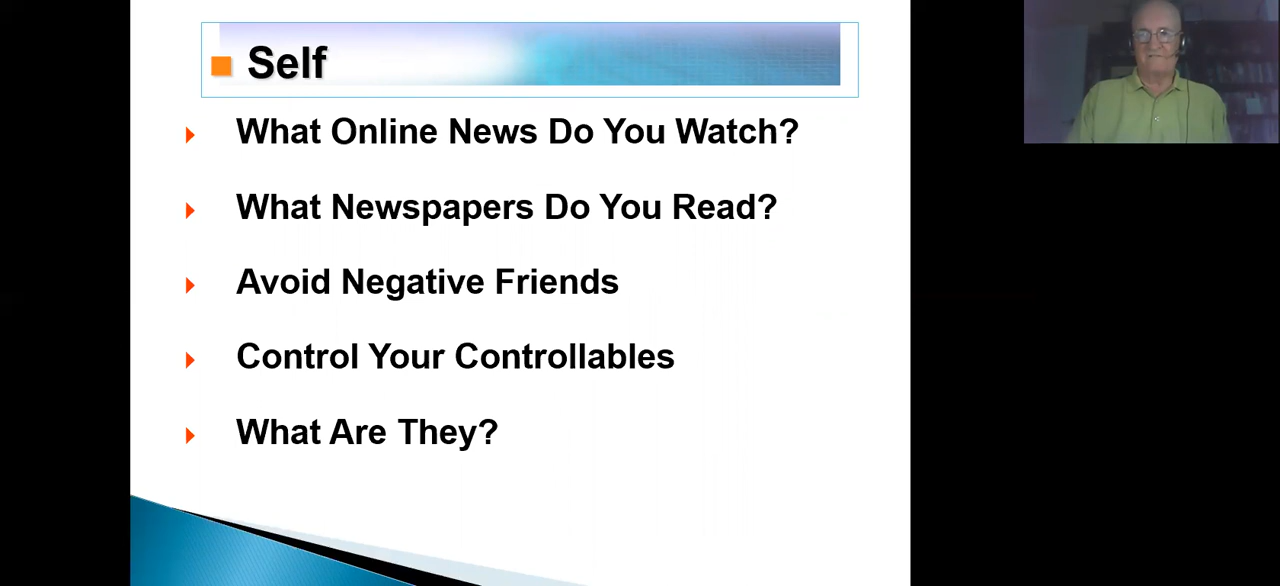 Self
What Online News Do You Watch?
What Newspapers Do You Read?
Avoid Negative Friends
Control Your Controllables
What Are They?